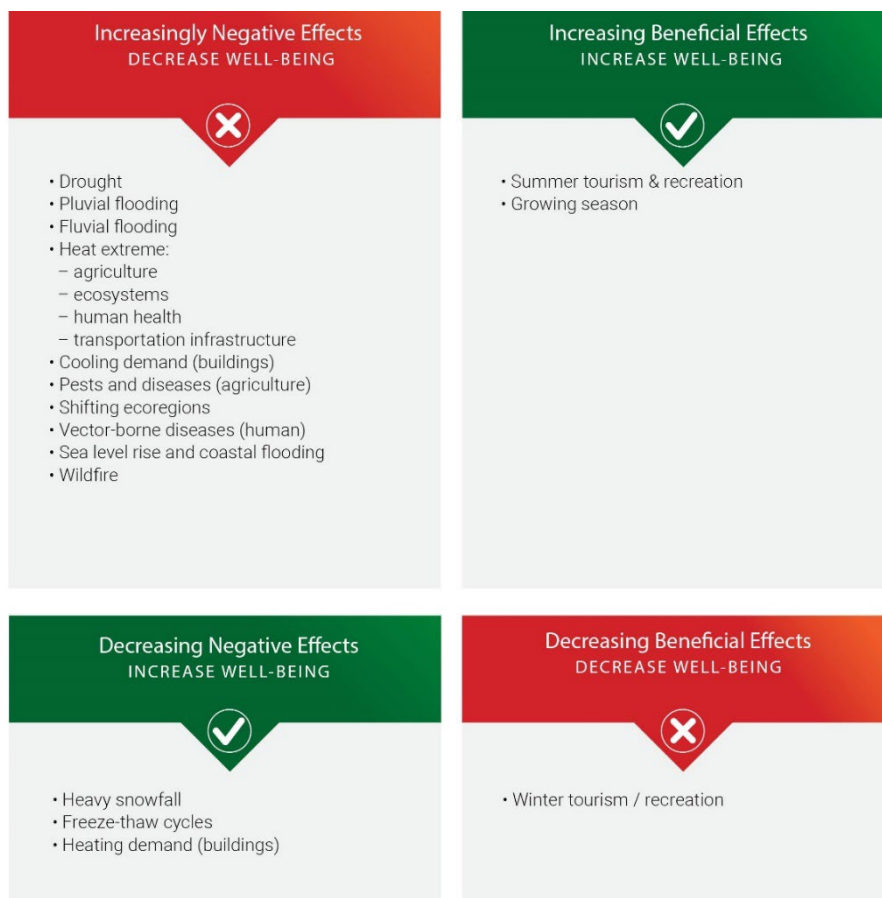 Increasingly Negative Effects
DECREASE WELL-BEING
• Drought
• Pluvial flooding
• Fluvial flooding
• Heat extreme:
– agriculture
– ecosystems
– human health
– transportation infrastructure
• Cooling demand (buildings)
• Pests and diseases (agriculture)
• Shifting ecoregions
• Vector-borne diseases (human)
• Sea level rise and coastal flooding
• Wildfire
Increasing Beneficial Effects
INCREASE WELL-BEING
• Summer tourism & recreation
• Growing season
Decreasing Negative Effects
INCREASE WELL-BEING
• Heavy snowfall
• Freeze-thaw cycles
• Heating demand (buildings)
Decreasing Beneficial Effects
DECREASE WELL-BEING
• Winter tourism / recreation